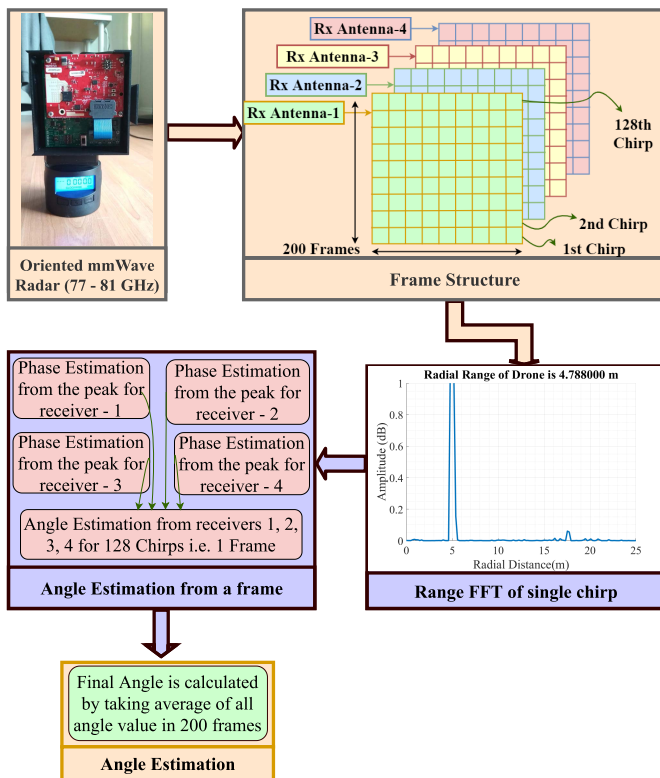 Oriented mmWave
Radar (77 - 81 GHz)
Rx Antenna-4
Rx Antenna-3
Rx Antenna-2
Rx Antenna-1
128th
Chirp
2nd Chirp
200 Frames
1st Chirp
Frame Structure
Radial Range of Drone is 4.788000 m
Amplitude (dB)
1
0.8
0.6
0.4
0.2
0
0 5 10 15 20 25
Radial Distance(m)
Range FFT of single chirp
Phase Estimation
from the peak for
receiver - 1
Phase Estimation
from the peak for
receiver - 2
Phase Estimation
from the peak for
receiver - 3
Phase Estimation
from the peak for
receiver - 4
Angle Estimation from receivers 1, 2,
3, 4 for 128 Chirps i.e. 1 Frame
Angle Estimation from a frame
Final Angle is calculated
by taking average of all
angle value in 200 frames
Angle Estimation